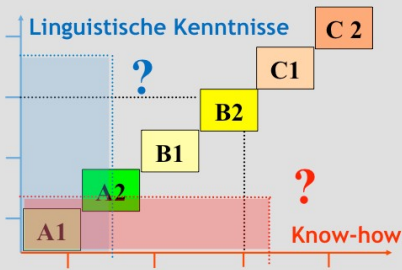 Linguistische Kenntnisse
C 2
?
C1
B2
B1
A2
?
A1
Know-how